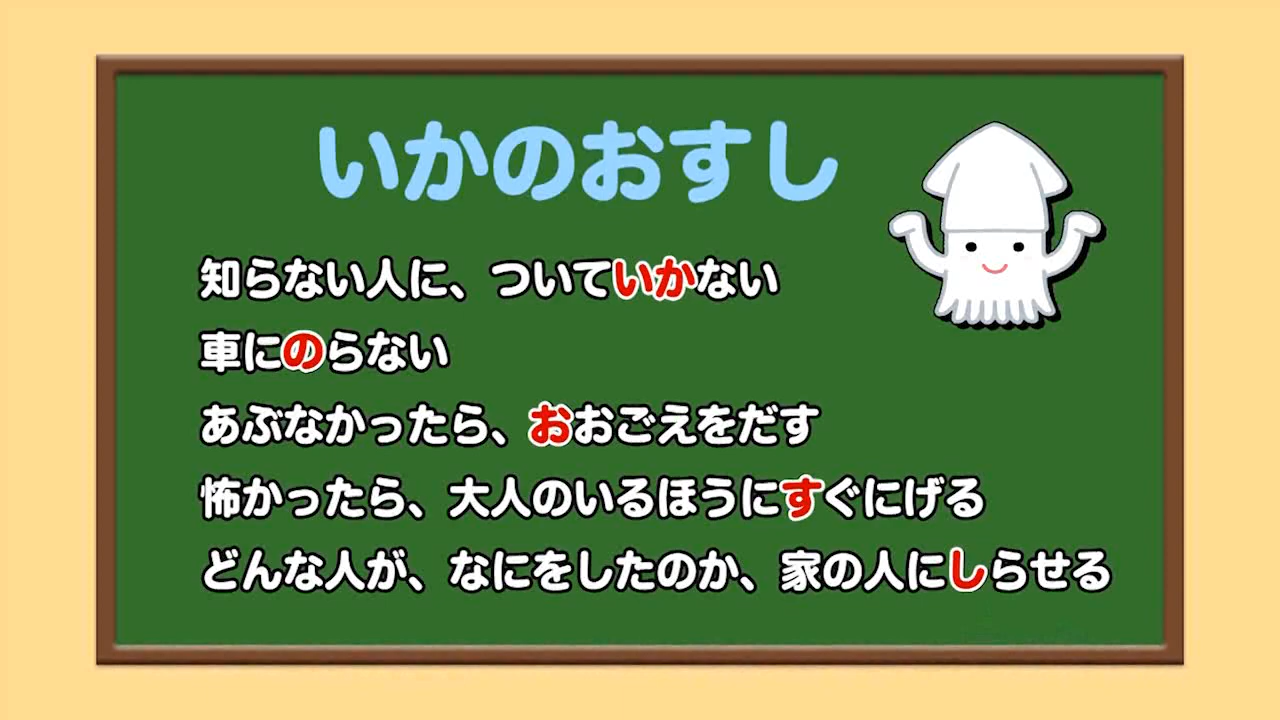 いかのおすし
知らない人に、ついていかない
車にのらない
あぶなかったら、おおごえをだす
怖かったら、大人のいるほうにすぐにげる
どんな人が、なにをしたのか、家の人にしらせる